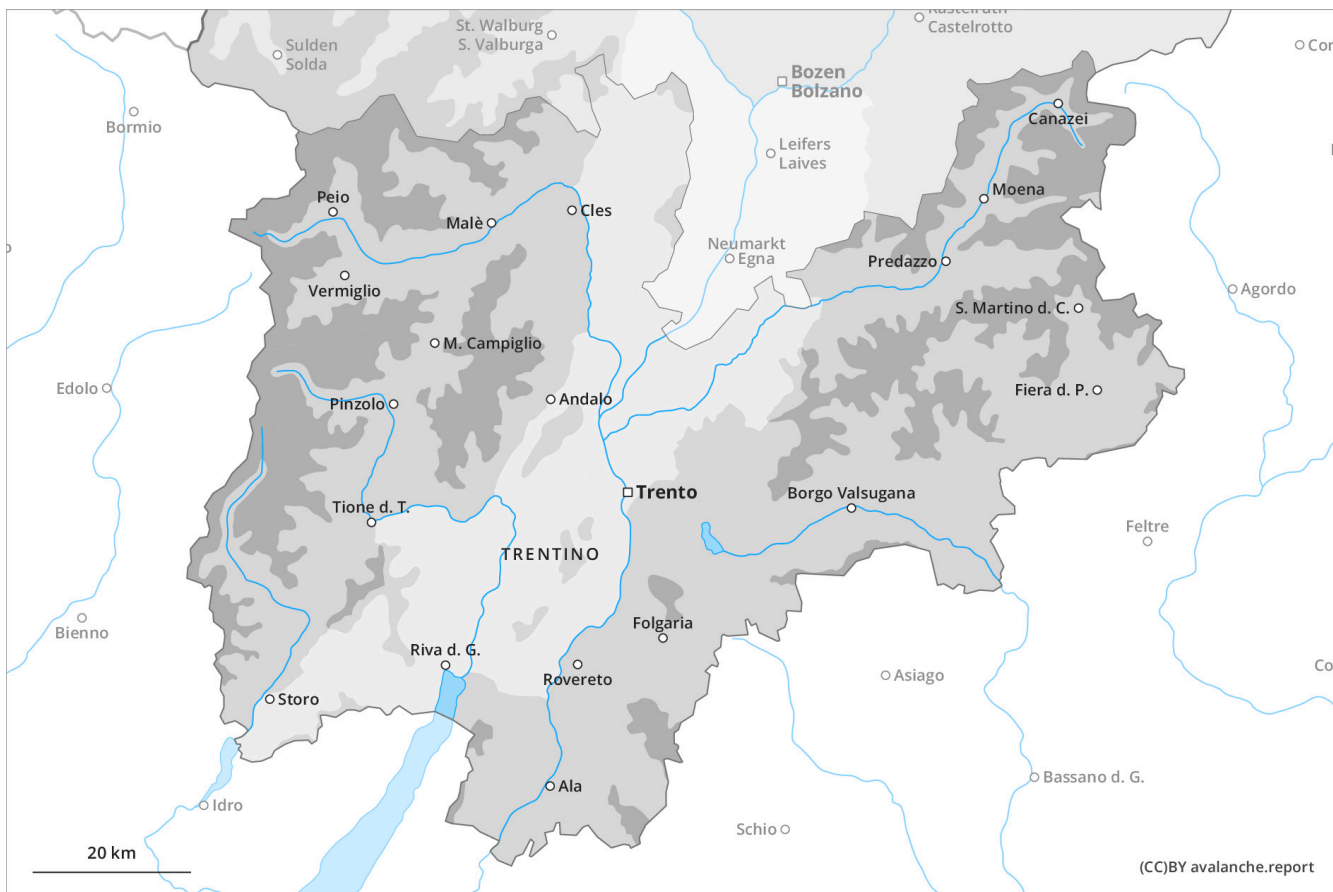 Kastelruth
Castelrotto
St. Walburg
S. Valburga
Sulden
Solda
Cor
Bozen
Bolzano
Bormio
Canazei
Leifers
Laives
Peio
Moena
Malè
Cles
Neumarkt
Egna
Predazzo
Vermiglio
Agordo
S. Martino d. C.
M. Campiglio
Edolo
Fiera d. P.
Pinzolo
Andalo
Trento
Borgo Valsugana
Tione d. T.
Feltre
TRENTINO
Bienno
Folgaria
Riva d. G.
Rovereto
Asiago
Co
Storo
Bassano d. G.
Ala
Idro
Schio
20 km
(CC)BY avalanche.report